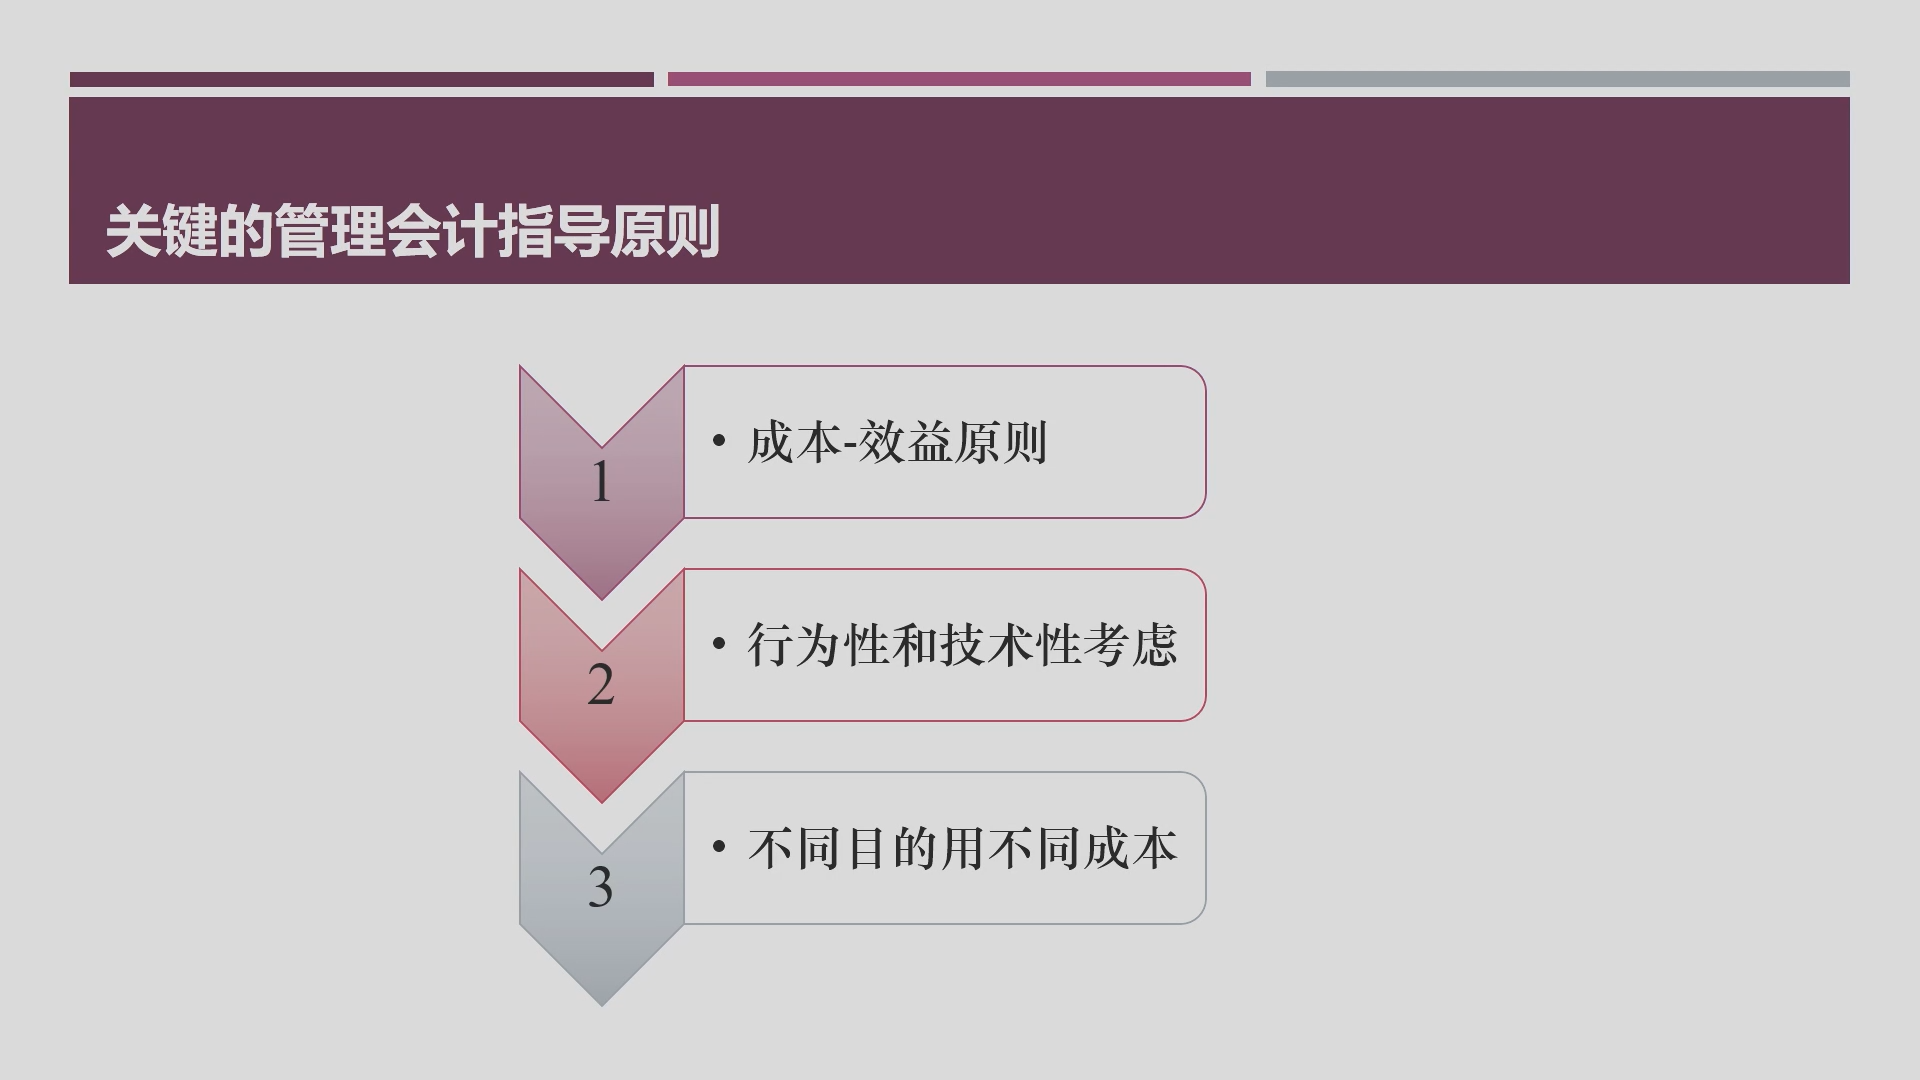 关键的管理会计指导原则
1
• 成本-效益原则
2
• 行为性和技术性考虑
3
• 不同目的用不同成本